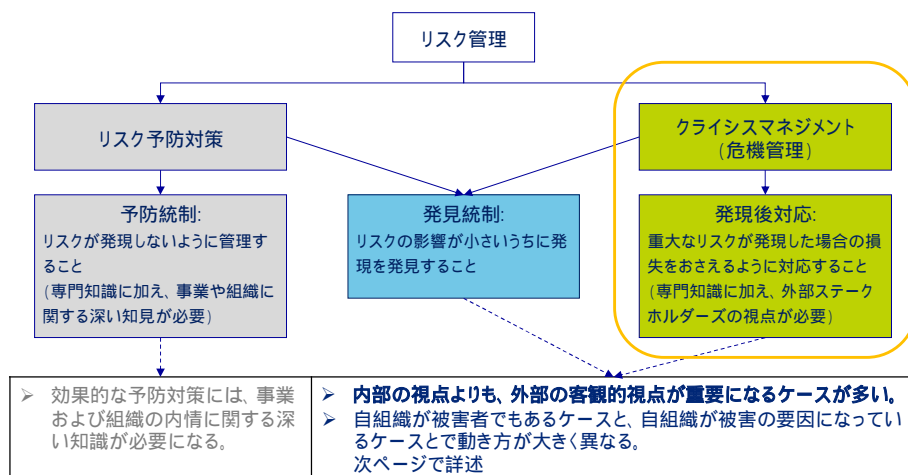 リスク管理
リスク予防対策
クライシスマネジメント
(危機管理)
予防統制:
リスクが発現しないように管理す
ること
(専門知識に加え、事業や組織に
関する深い知見が必要)
発見統制:
リスクの影響が小さいうちに発
現を発見すること
発現後対応:
重大なリスクが発現した場合の損
失をおさえるように対応すること
(専門知識に加え、外部ステーク
ホルダーズの視点が必要)
➢ 効果的な予防対策には、事業
および組織の内情に関する深
い知識が必要になる。
➢ 内部の視点よりも、外部の客観的視点が重要になるケースが多い。
➢ 自組織が被害者でもあるケースと、自組織が被害の要因になってい
るケースとで動き方が大きく異なる。
次ページで詳述